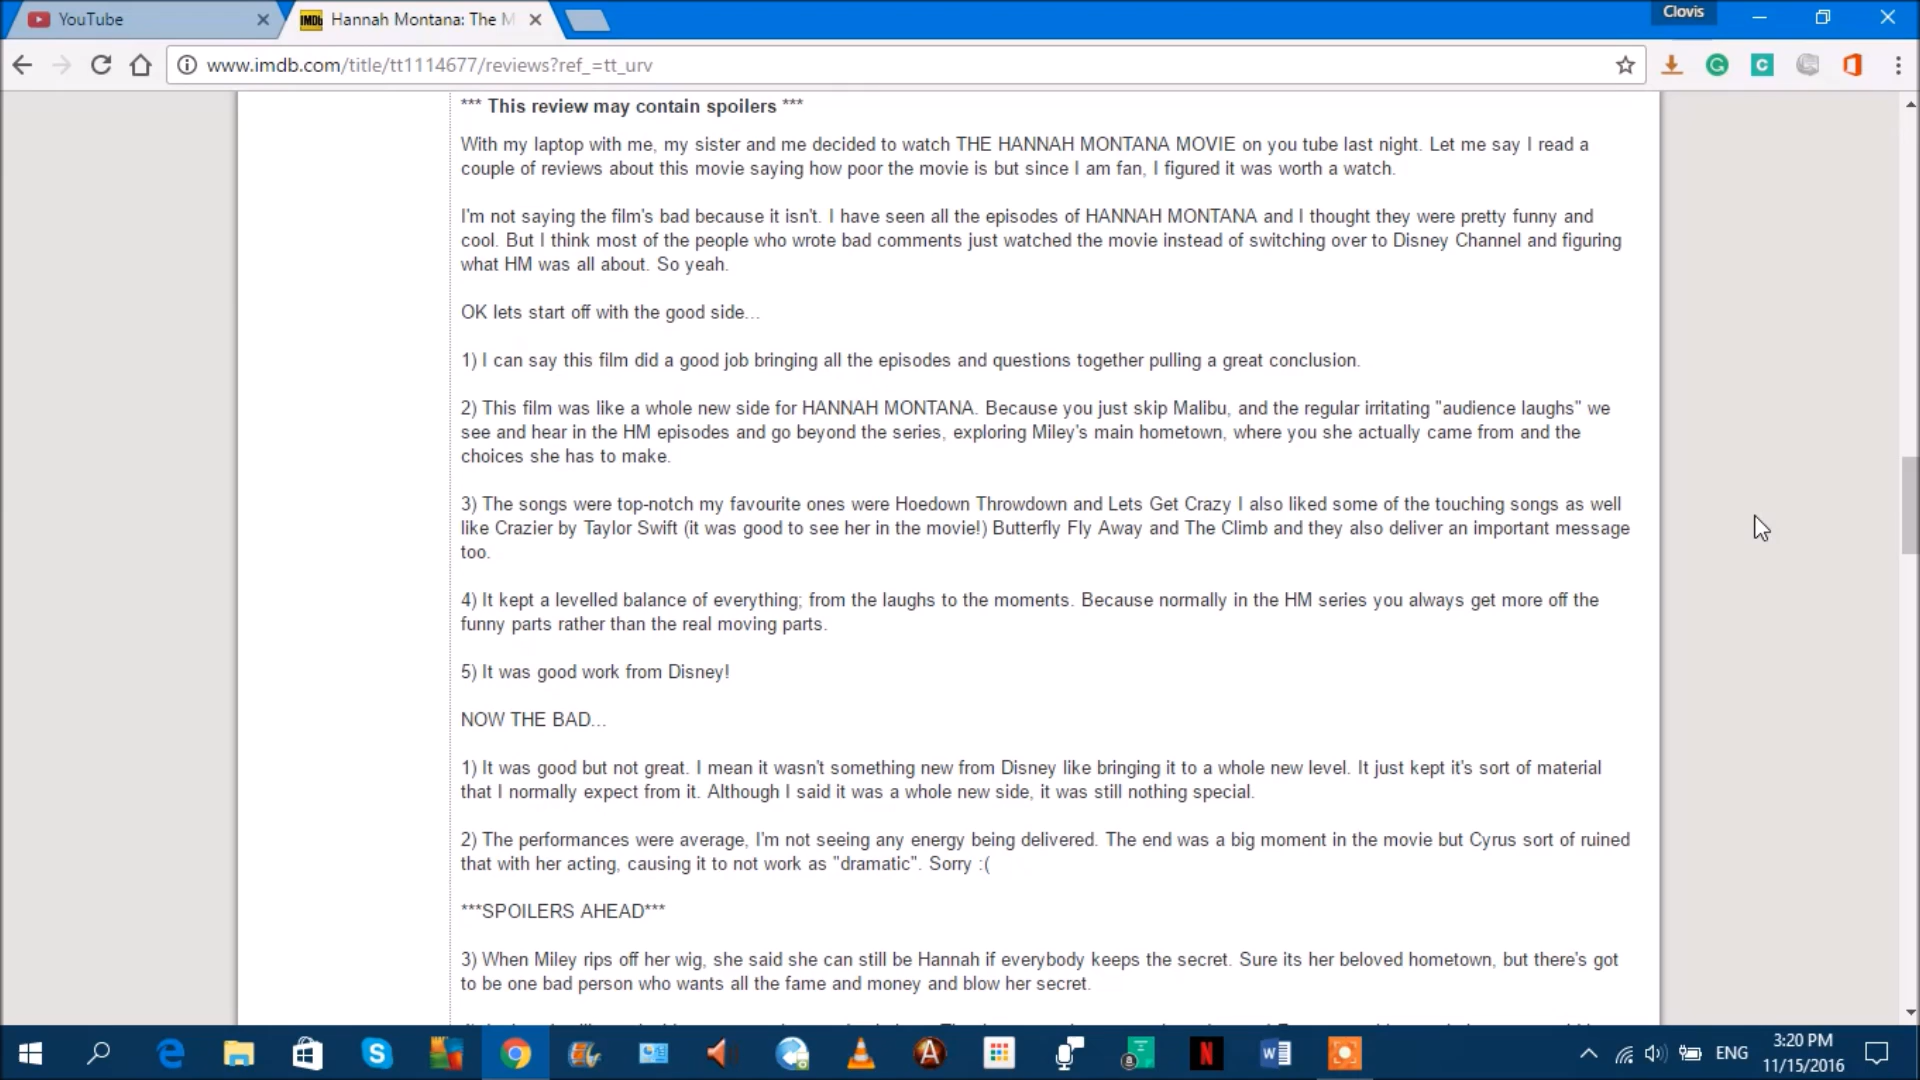 YouTube
IMDb Hannah Montana: The M
Clovis
www.imdb.com/title/tt1114677/reviews?ref_=tt_urv
*** This review may contain spoilers ***
With my laptop with me, my sister and me decided to watch THE HANNAH MONTANA MOVIE on you tube last night. Let me say I read a
couple of reviews about this movie saying how poor the movie is but since I am fan, I figured it was worth a watch.
I'm not saying the film's bad because it isn't. I have seen all the episodes of HANNAH MONTANA and I thought they were pretty funny and
cool. But I think most of the people who wrote bad comments just watched the movie instead of switching over to Disney Channel and figuring
what HM was all about. So yeah.
OK lets start off with the good side...
1) I can say this film did a good job bringing all the episodes and questions together pulling a great conclusion.
2) This film was like a whole new side for HANNAH MONTANA. Because you just skip Malibu, and the regular irritating "audience laughs" we
see and hear in the HM episodes and go beyond the series, exploring Miley's main hometown, where you she actually came from and the
choices she has to make.
3) The songs were top-notch my favourite ones were Hoedown Throwdown and Lets Get Crazy I also liked some of the touching songs as well
like Crazier by Taylor Swift (it was good to see her in the movie!) Butterfly Fly Away and The Climb and they also deliver an important message
too.
4) It kept a levelled balance of everything; from the laughs to the moments. Because normally in the HM series you always get more off the
funny parts rather than the real moving parts.
5) It was good work from Disney!
NOW THE BAD...
1) It was good but not great. I mean it wasn't something new from Disney like bringing it to a whole new level. It just kept it's sort of material
that I normally expect from it. Although I said it was a whole new side, it was still nothing special.
2) The performances were average, I'm not seeing any energy being delivered. The end was a big moment in the movie but Cyrus sort of ruined
that with her acting, causing it to not work as "dramatic". Sorry :(
***SPOILERS AHEAD***
3) When Miley rips off her wig, she said she can still be Hannah if everybody keeps the secret. Sure its her beloved hometown, but there's got
to be one bad person who wants all the fame and money and blow her secret.
ENG
3:20 PM
11/15/2016